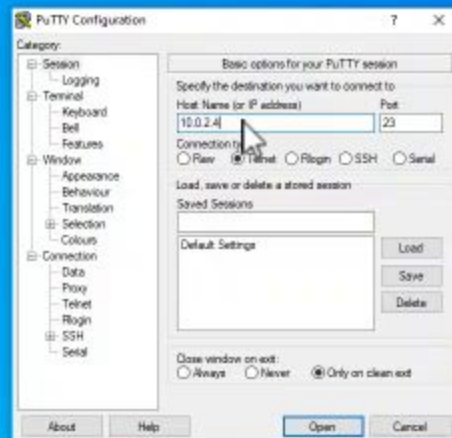 PuTTY Configuration ? ×
Category:
Session
Logging
Terminal
Keyboard
Bell
Features
Window
Appearance
Behaviour
Translation
Selection
Colours
Connection
Data
Proxy
Telnet
Rlogin
SSH
Serial
Basic options for your PuTTY session
Specify the destination you want to connect to
Host Name (or IP address) Port
10.0.2.4 23
Connection
Raw Telnet Rlogin SSH Serial
Load, save or delete a stored session
Saved Sessions
Default Settings
Load
Save
Delete
Close window on exit:
Always Never Only on clean exit
About Help Open Cancel